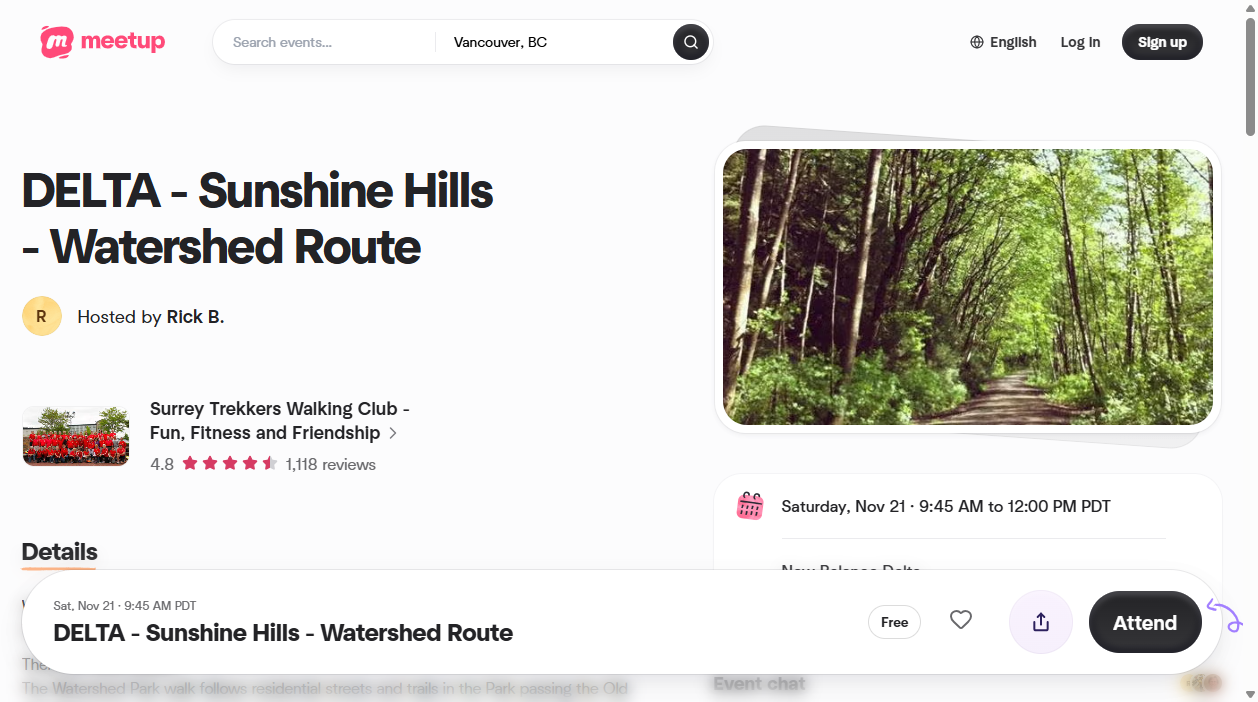 meetup
Search events...
Vancouver, BC
English
Log in
Sign up
DELTA - Sunshine Hills
- Watershed Route
R
Hosted by Rick B.
Surrey Trekkers Walking Club -
Fun, Fitness and Friendship
4.8
1,118 reviews
Saturday, Nov 21 · 9:45 AM to 12:00 PM PDT
New Balance Delta
Details
Sat, Nov 21 · 9:45 AM PDT
DELTA - Sunshine Hills - Watershed Route
Free
Attend
The Watershed Park walk follows residential streets and trails in the Park passing the Old
Event chat